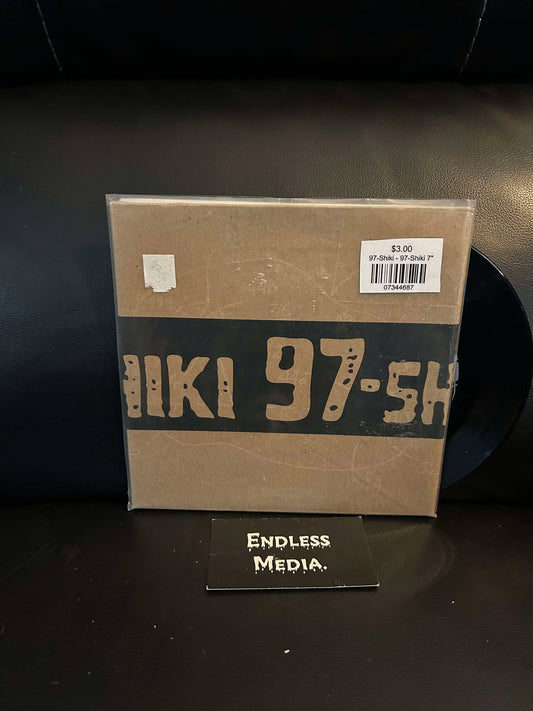 $3.00
97-Shiki - 97-Shiki 7"
07344687
HIKI 97-SH
ENDLESS
MEDIA.